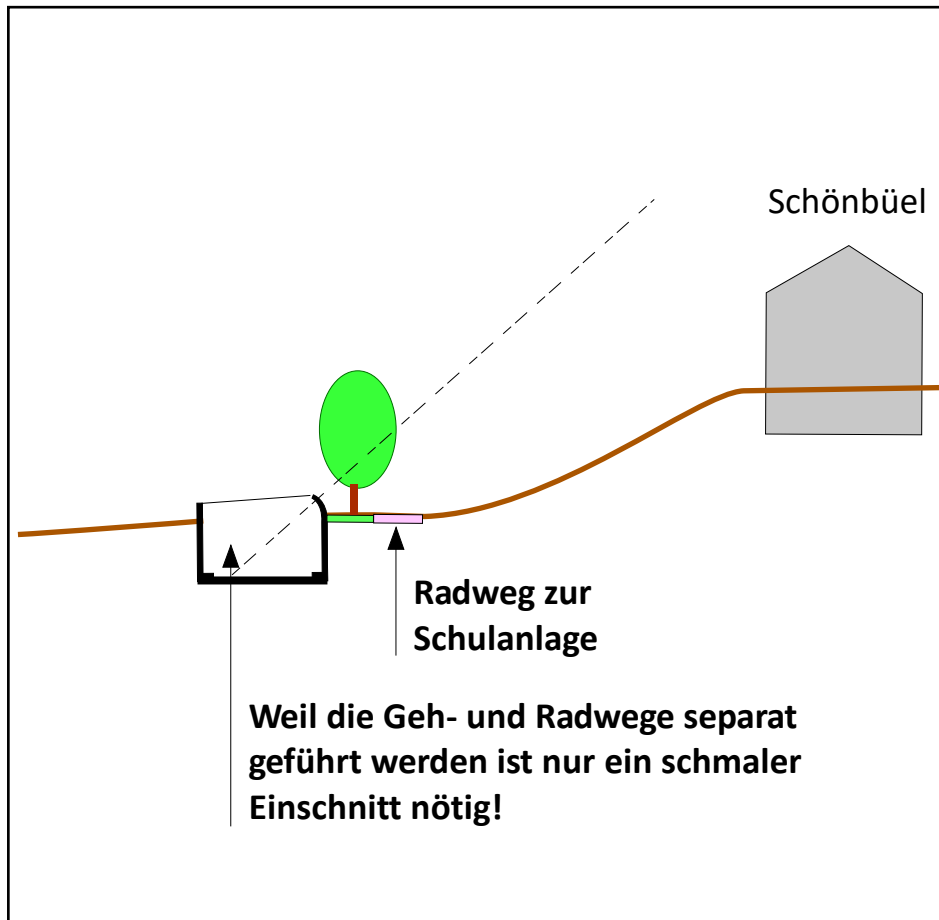 Schönbüel
Radweg zur
Schulanlage
Weil die Geh- und Radwege separat
geführt werden ist nur ein schmaler
Einschnitt nötig!